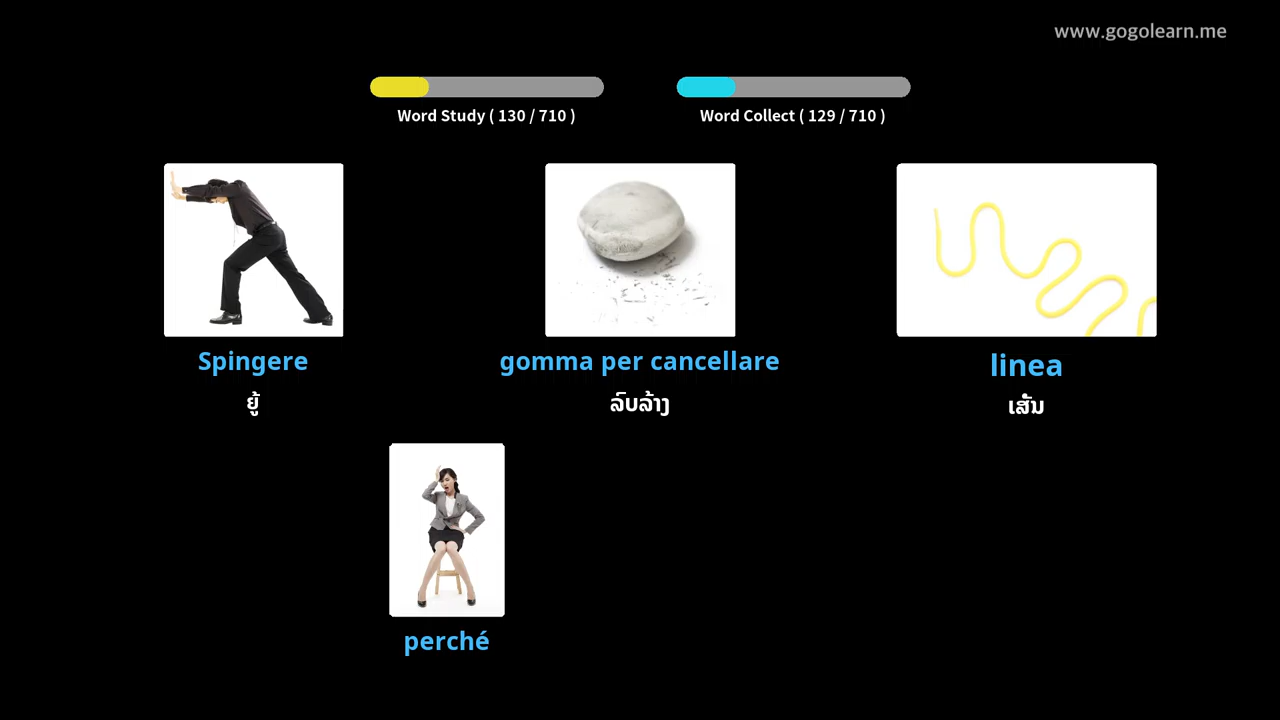 www.gogolearn.me
Word Study ( 130 / 710 )
Word Collect ( 129 / 710 )
Spingere
gomma per cancellare
linea
ຍູ້
ລົບລ້າງ
ເສັ້ນ
perché